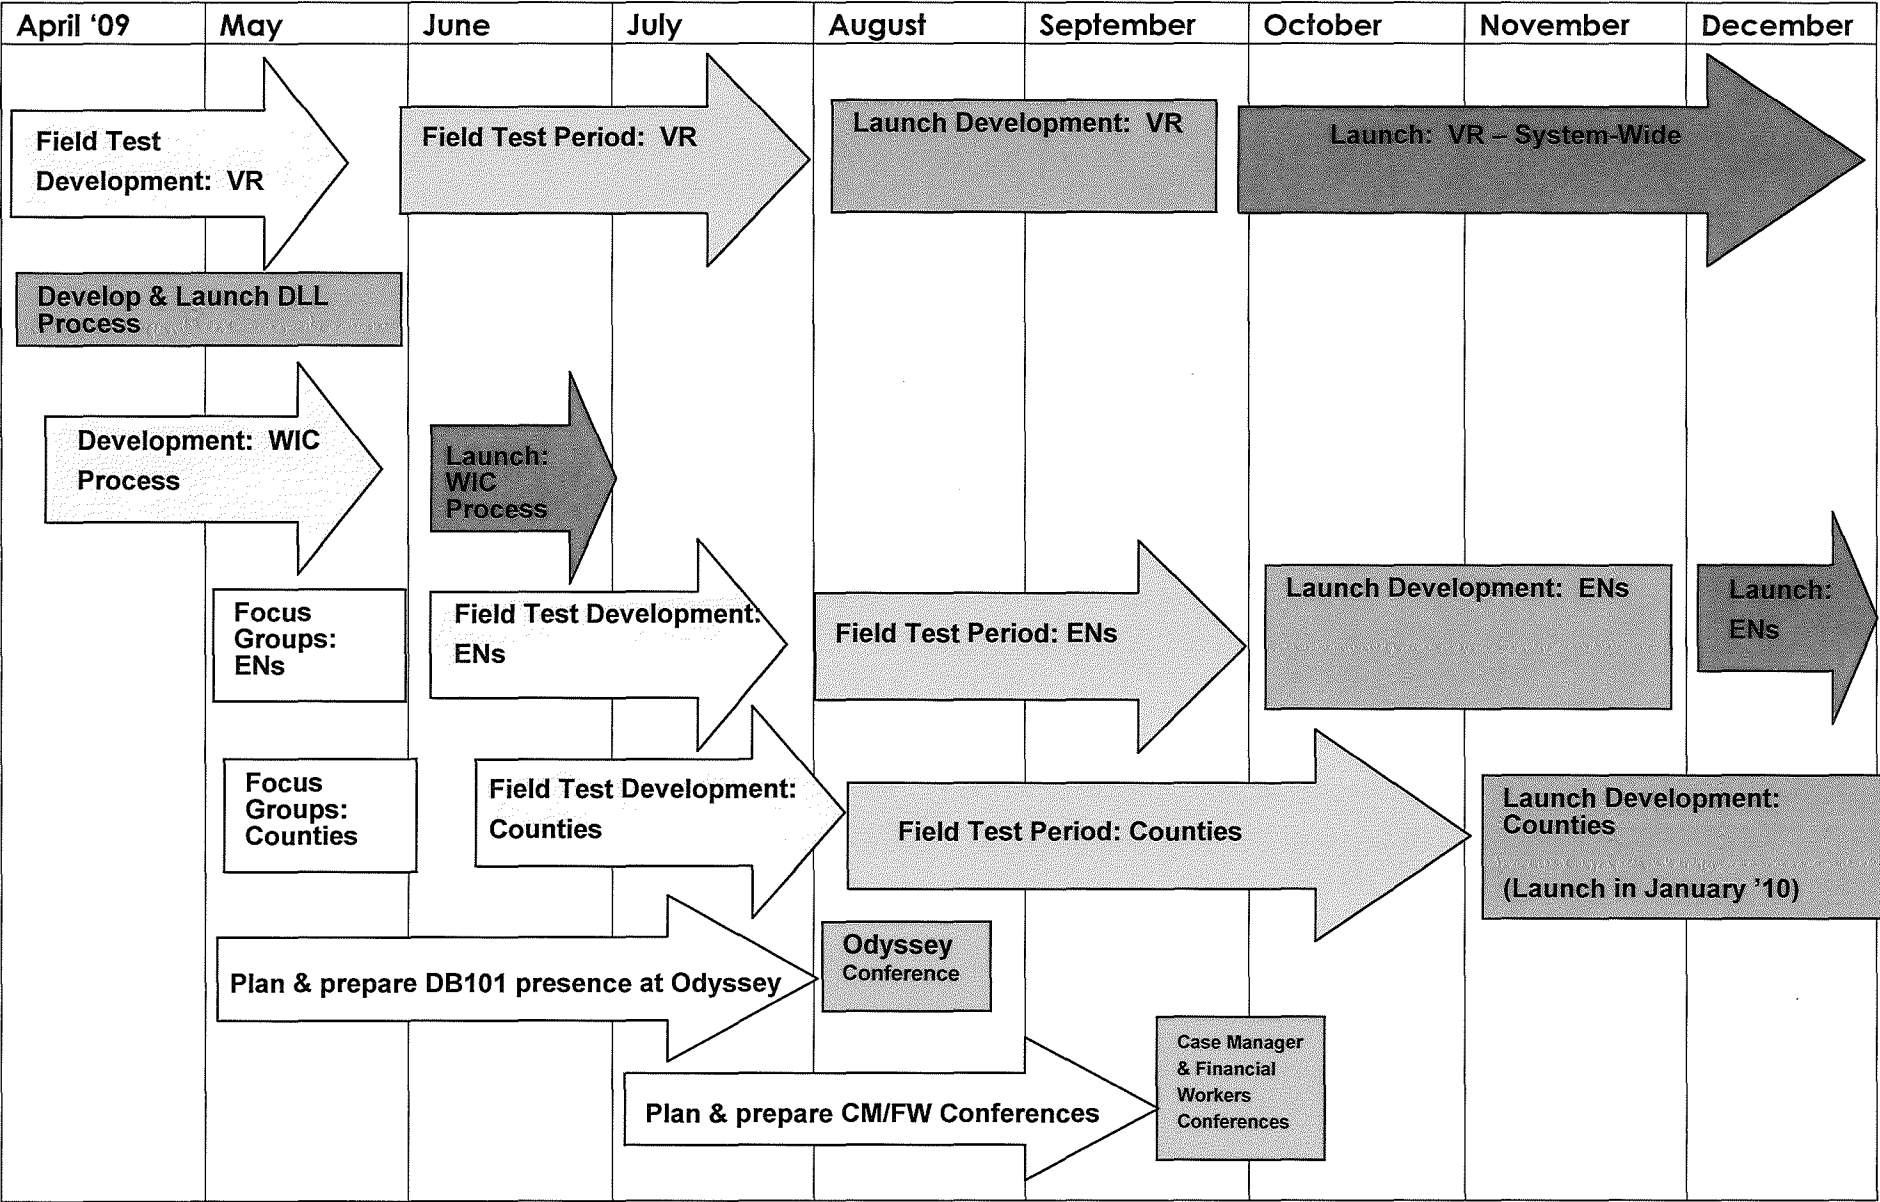 April ‘09 May June July August September October November December
Field Test
Development: VR
Field Test Period: VR
Launch Development: VR
Launch: VR – System-Wide
Develop & Launch DLL
Process
Development: WIC
Process
Launch:
WIC
Process
Focus
Groups:
ENs
Field Test Development:
ENs
Field Test Period: ENs
Launch Development: ENs
Launch:
ENs
Focus
Groups:
Counties
Field Test Development:
Counties
Field Test Period: Counties
Launch Development:
Counties
(Launch in January ’10)
Plan & prepare DB101 presence at Odyssey
Odyssey
Conference
Plan & prepare CM/FW Conferences
Case Manager
& Financial
Workers
Conferences